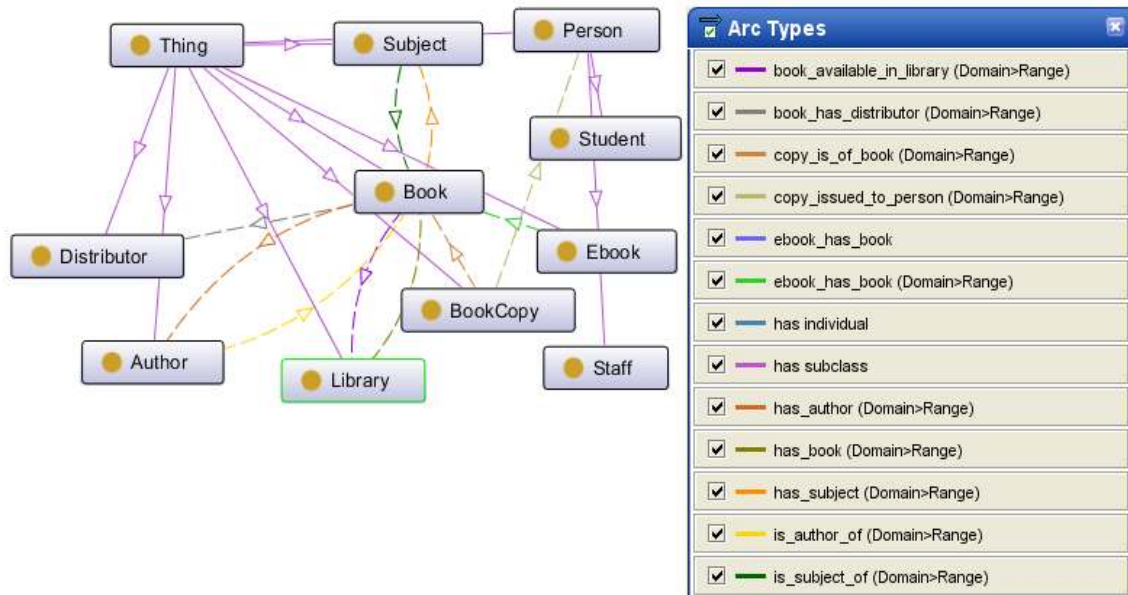 Thing
Subject
Person
Student
Book
Distributor
Ebook
BookCopy
Author
Library
Staff
Arc Types
book_available_in_library (Domain>Range)
book_has_distributor (Domain>Range)
copy_is_of_book (Domain>Range)
copy_issued_to_person (Domain>Range)
ebook_has_book
ebook_has_book (Domain>Range)
has individual
has subclass
has_author (Domain>Range)
has_book (Domain>Range)
has_subject (Domain>Range)
is_author_of (Domain>Range)
is_subject_of (Domain>Range)